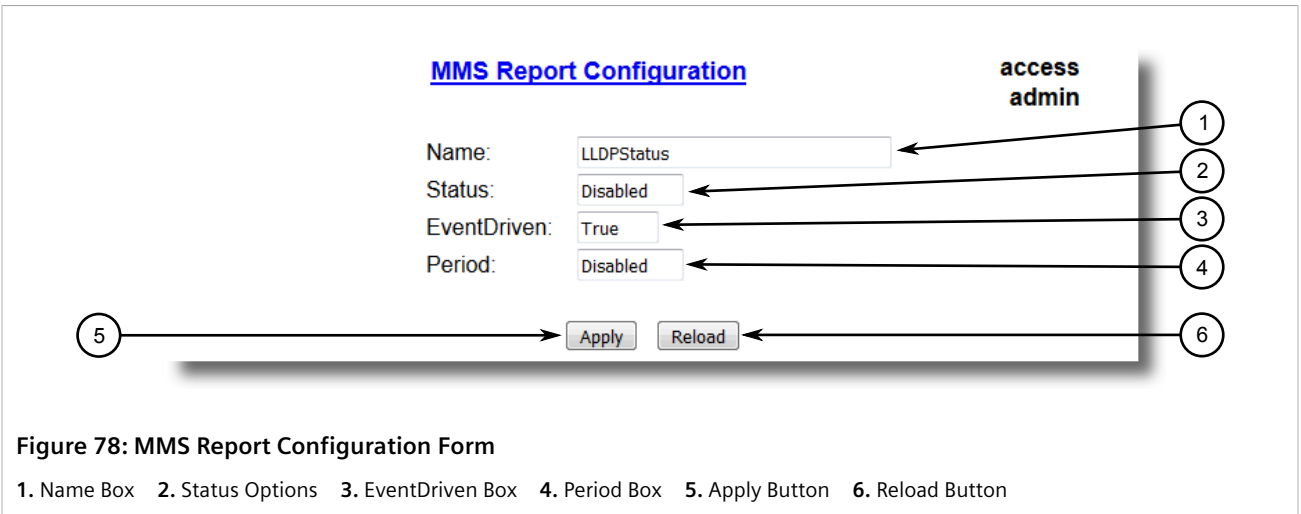 MMS Report Configuration
access
admin
1
Name: LLDPStatus
2
Status: Disabled
3
EventDriven: True
4
Period: Disabled
5
Apply Reload
6
Figure 78: MMS Report Configuration Form
1. Name Box 2. Status Options 3. EventDriven Box 4. Period Box 5. Apply Button 6. Reload Button